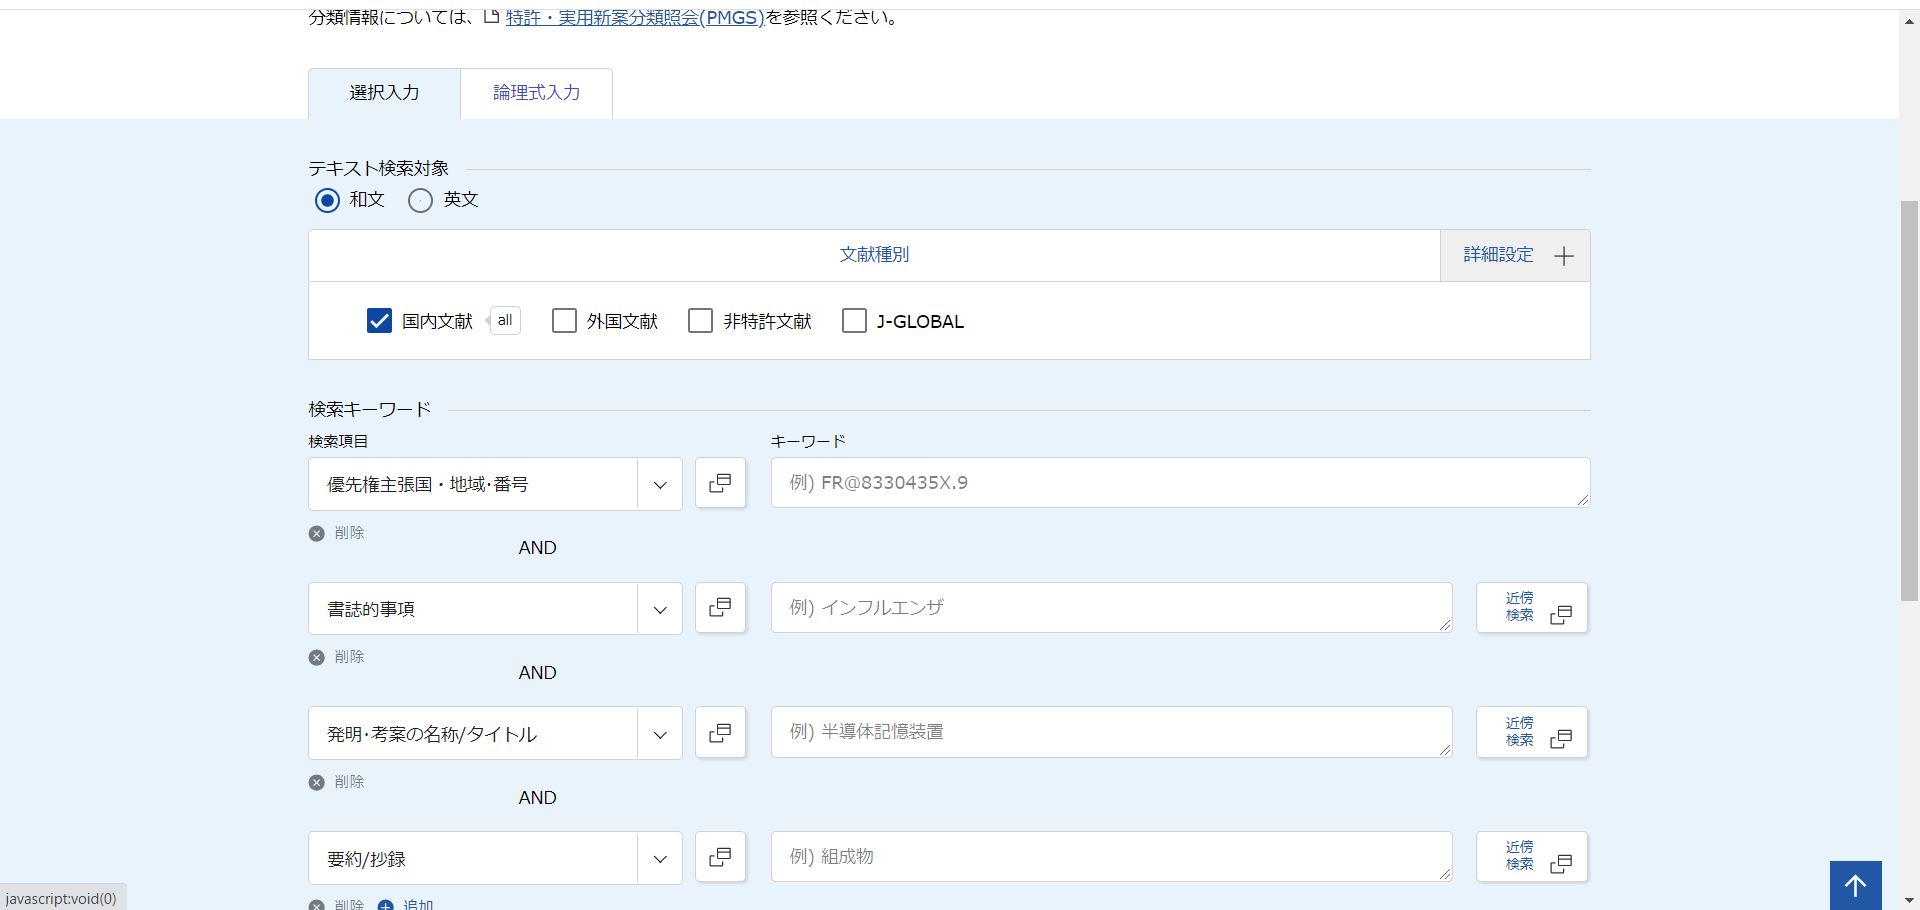 分類情報については、特許・実用新案分類照会(PMGS)を参照ください。
選択入力 論理式入力
テキスト検索対象
和文 英文
文献種別 詳細設定
国内文献 all 外国文献 非特許文献 J-GLOBAL
検索キーワード
検索項目 キーワード
優先権主張国・地域・番号 例) FR@8330435X.9
削除
AND
書誌的事項 例) インフルエンザ 近傍検索
削除
AND
発明・考案の名称/タイトル 例) 半導体記憶装置 近傍検索
削除
AND
要約/抄録 例) 組成物 近傍検索
削除 追加
javascript:void(0)